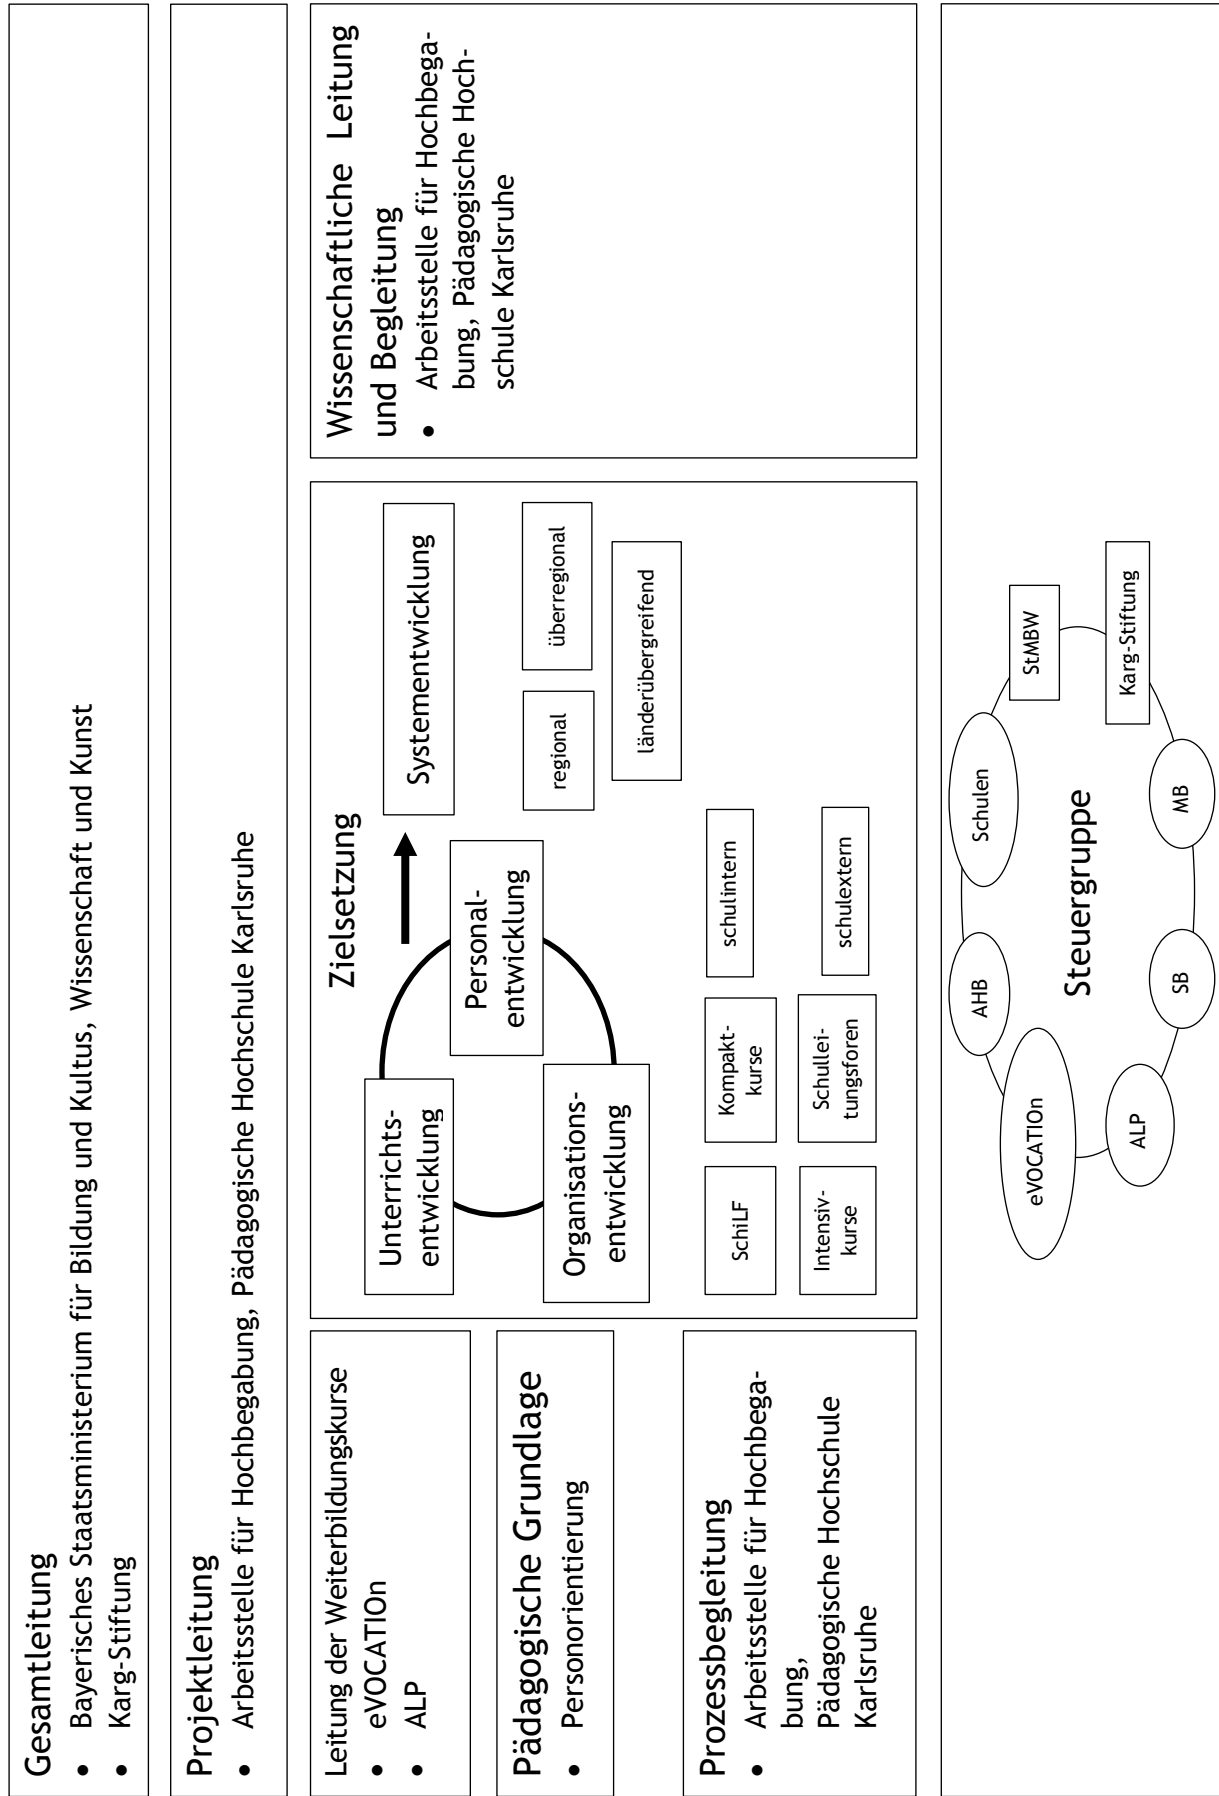 Gesamtleitung
• Bayerisches Staatsministerium für Bildung und Kultus, Wissenschaft und Kunst
• Karg-Stiftung
Projektleitung
• Arbeitsstelle für Hochbegabung, Pädagogische Hochschule Karlsruhe
Leitung der Weiterbildungskurse
• eVOCATIOn
• ALP
Pädagogische Grundlage
• Personorientierung
Prozessbegleitung
• Arbeitsstelle für Hochbega-
bung,
Pädagogische Hochschule
Karlsruhe
Zielsetzung
Unterrichts-
entwicklung
Personal-
entwicklung
Organisations-
entwicklung
Systementwicklung
regional
überregional
länderübergreifend
SchiLF
Kompakt-
kurse
schulintern
Intensiv-
kurse
Schullei-
tungsforen
schulextern
Wissenschaftliche Leitung
und Begleitung
• Arbeitsstelle für Hochbega-
bung, Pädagogische Hoch-
schule Karlsruhe
Steuergruppe
eVOCATIOn
AHB
Schulen
StMBW
Karg-Stiftung
MB
SB
ALP